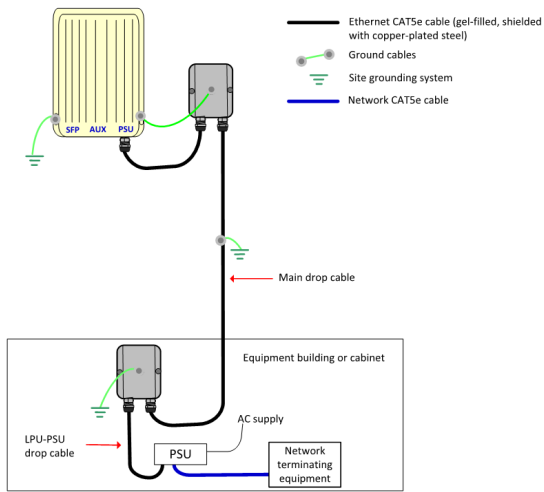 Ethernet CAT5e cable (gel-filled, shielded
with copper-plated steel)
Ground cables
Site grounding system
Network CAT5e cable
SFP AUX PSU
Main drop cable
Equipment building or cabinet
AC supply
LPU-PSU
drop cable
PSU
Network
terminating
equipment